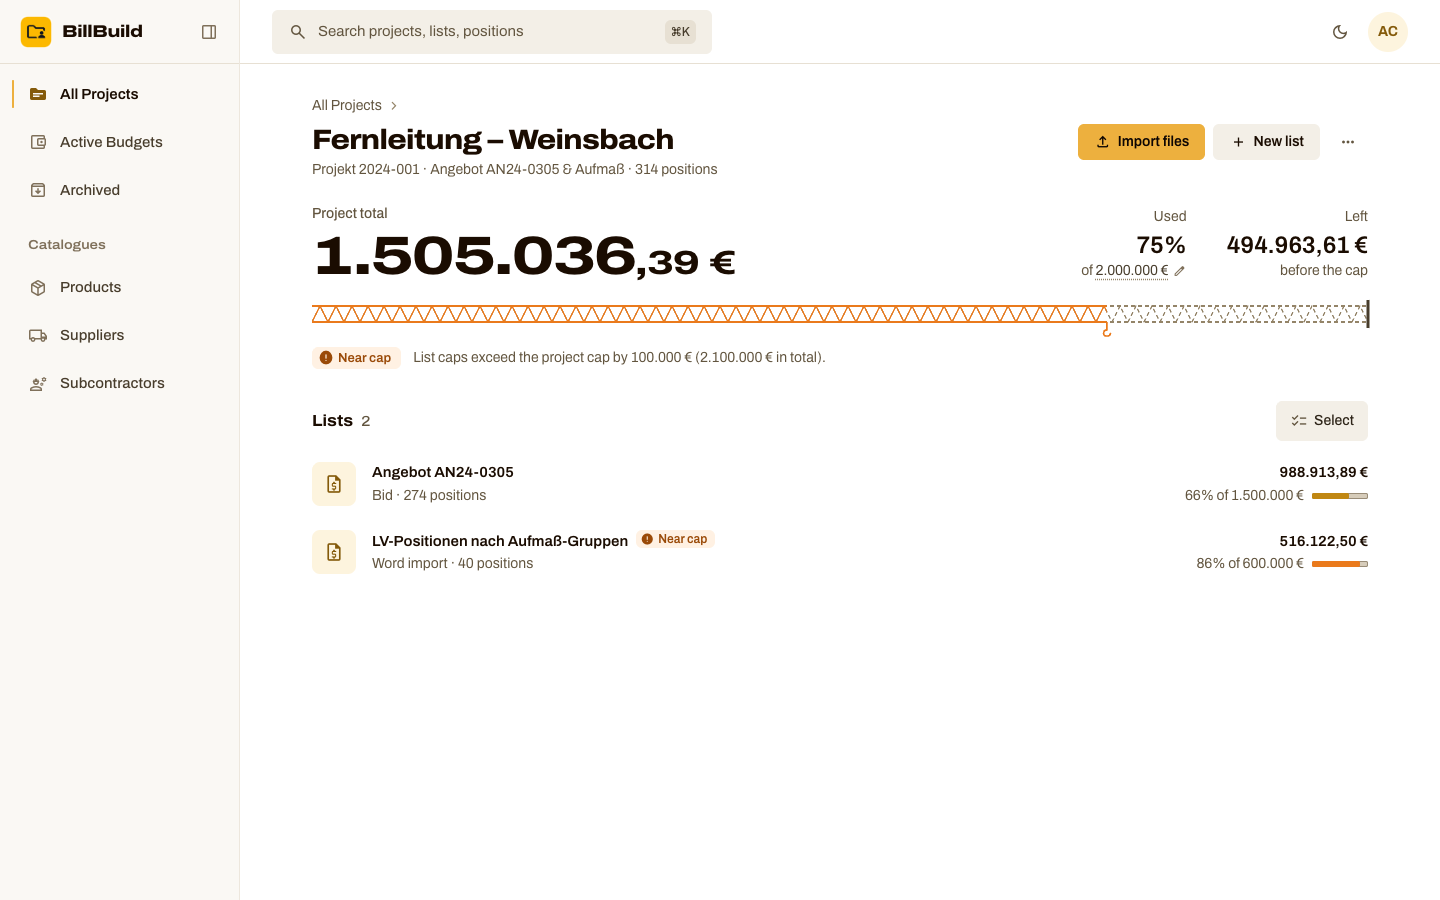 BillBuild
Search projects, lists, positions
⌘K
AC
All Projects
Active Budgets
Archived
Catalogues
Products
Suppliers
Subcontractors
All Projects
Fernleitung – Weinsbach
Projekt 2024-001 · Angebot AN24-0305 & Aufmaß · 314 positions
Import files
New list
Project total
1.505.036,39 €
Used
75%
of 2.000.000 €
Left
494.963,61 €
before the cap
Near cap
List caps exceed the project cap by 100.000 € (2.100.000 € in total).
Lists 2
Select
Angebot AN24-0305
988.913,89 €
Bid · 274 positions
66% of 1.500.000 €
LV-Positionen nach Aufmaß-Gruppen Near cap
516.122,50 €
Word import · 40 positions
86% of 600.000 €